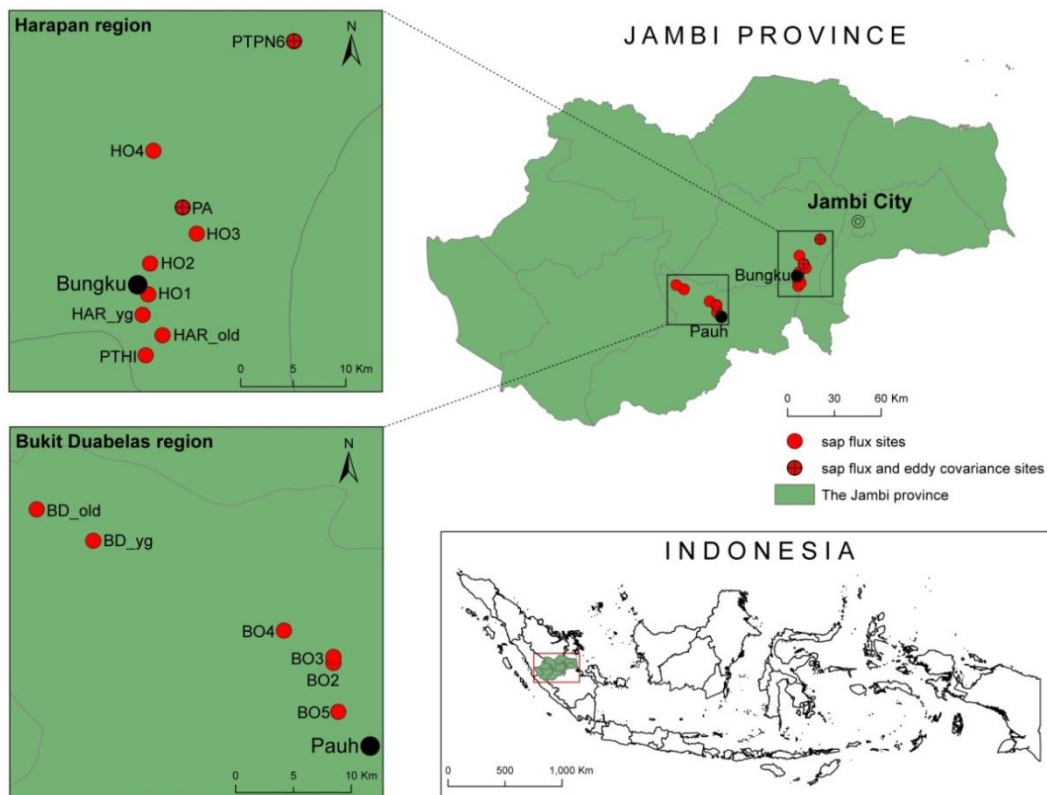 Harapan region
N
PTPN6
HO4
PA
HO3
HO2
Bungku
HO1
HAR_yg
HAR_old
PTHI
0 5 10 Km
JAMBI PROVINCE
Jambi City
Bungku
Pauh
0 30 60 Km
sap flux sites
sap flux and eddy covariance sites
The Jambi province
Bukit Duabelas region
N
BD_old
BD_yg
BO4
BO3
BO2
BO5
Pauh
0 5 10 Km
INDONESIA
0 500 1,000 Km